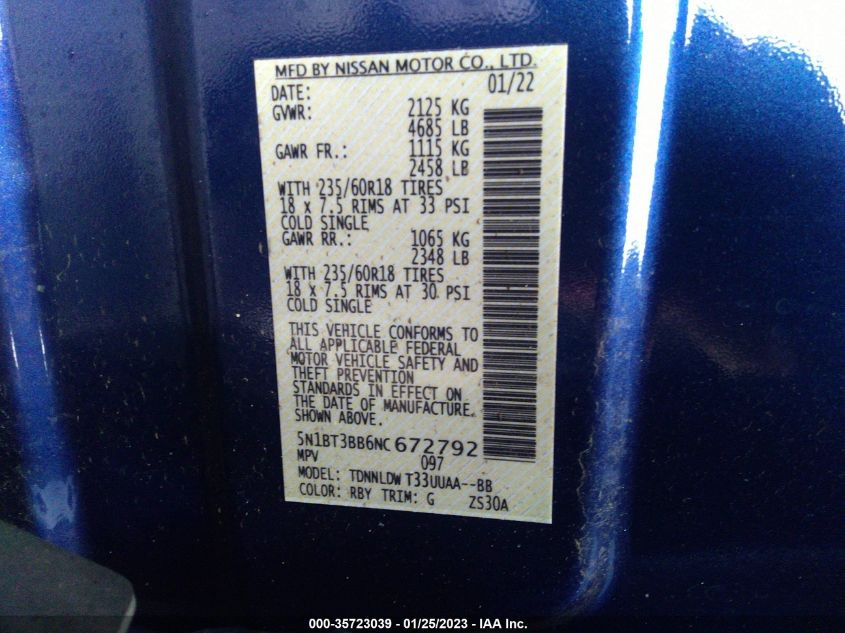 MFD BY NISSAN MOTOR CO., LTD.
DATE: 01/22
GVWR: 2125 KG
4685 LB
GAWR FR.: 1115 KG
2458 LB
WITH 235/60R18 TIRES
18 x 7.5 RIMS AT 33 PSI
COLD SINGLE
GAWR RR.: 1065 KG
2348 LB
WITH 235/60R18 TIRES
18 x 7.5 RIMS AT 30 PSI
COLD SINGLE
THIS VEHICLE CONFORMS TO
ALL APPLICABLE FEDERAL
MOTOR VEHICLE SAFETY AND
THEFT PREVENTION
STANDARDS IN EFFECT ON
THE DATE OF MANUFACTURE
SHOWN ABOVE.
5N1BT3BB6NC 672792
MPV 097
MODEL: TDNNLDW T33UUAA--BB
COLOR: RBY TRIM: G ZS30A
000-35723039 - 01/25/2023 - IAA Inc.